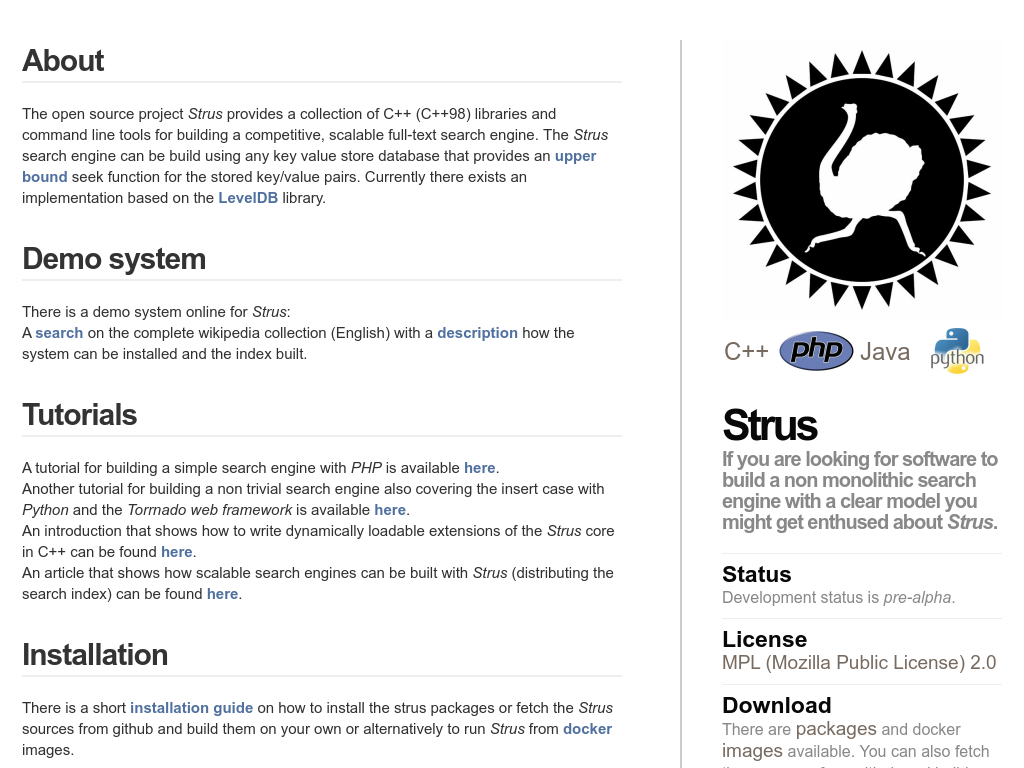 About
The open source project Strus provides a collection of C++ (C++98) libraries and
command line tools for building a competitive, scalable full-text search engine. The Strus
search engine can be build using any key value store database that provides an upper
bound seek function for the stored key/value pairs. Currently there exists an
implementation based on the LevelDB library.
Demo system
There is a demo system online for Strus:
A search on the complete wikipedia collection (English) with a description how the
system can be installed and the index built.
Tutorials
A tutorial for building a simple search engine with PHP is available here.
Another tutorial for building a non trivial search engine also covering the insert case with
Python and the Tormado web framework is available here.
An introduction that shows how to write dynamically loadable extensions of the Strus core
in C++ can be found here.
An article that shows how scalable search engines can be built with Strus (distributing the
search index) can be found here.
Installation
There is a short installation guide on how to install the strus packages or fetch the Strus
sources from github and build them on your own or alternatively to run Strus from docker
images.
C++ php Java python
Strus
If you are looking for software to
build a non monolithic search
engine with a clear model you
might get enthused about Strus.
Status
Development status is pre-alpha.
License
MPL (Mozilla Public License) 2.0
Download
There are packages and docker
images available. You can also fetch